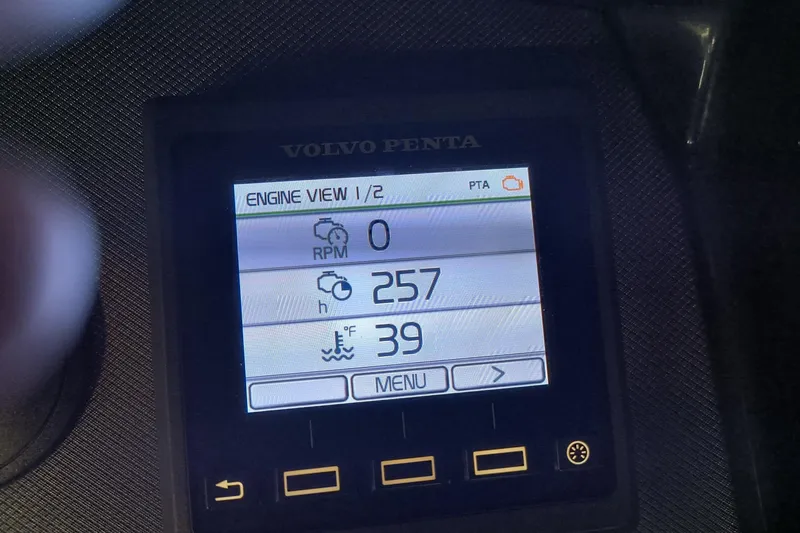 VOLVO PENTA
ENGINE VIEW 1/2 PTA
RPM 0
h 257
°F 39
MENU >